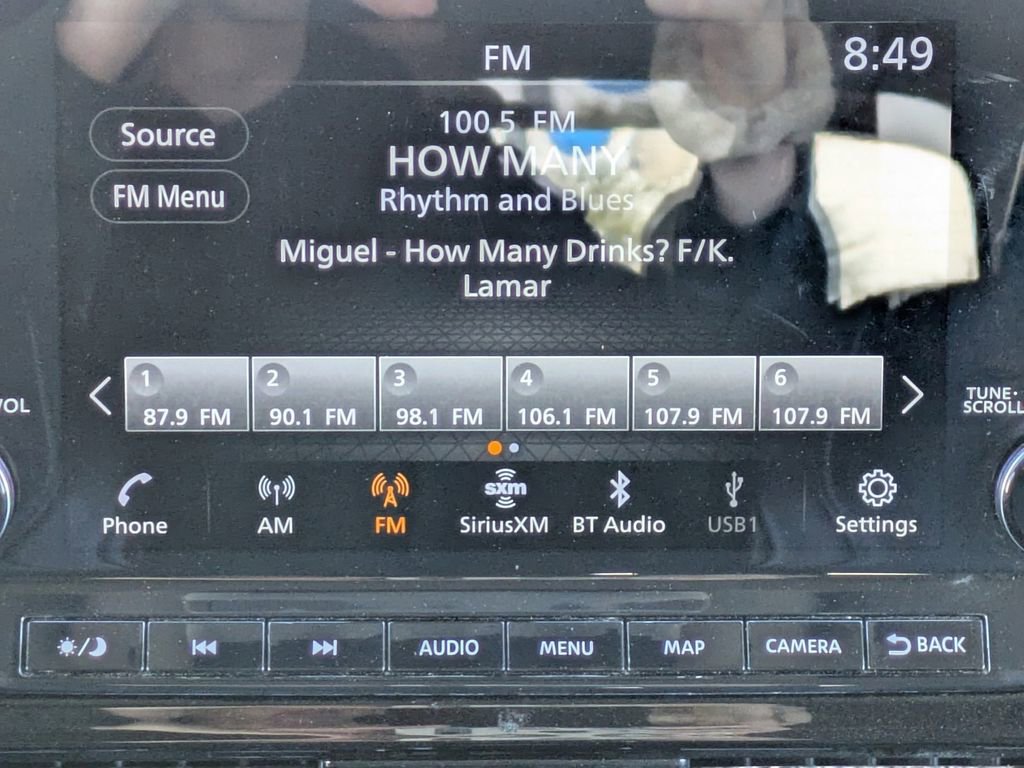 FM
8:49
Source
100.5 FM
HOW MANY
FM Menu
Rhythm and Blues
Miguel - How Many Drinks? F/K.
Lamar
1
2
3
4
5
6
87.9 FM
90.1 FM
98.1 FM
106.1 FM
107.9 FM
107.9 FM
VOL
TUNE·
SCROLL
sxm
Phone
AM
FM
SiriusXM
BT Audio
USB1
Settings
AUDIO
MENU
MAP
CAMERA
BACK